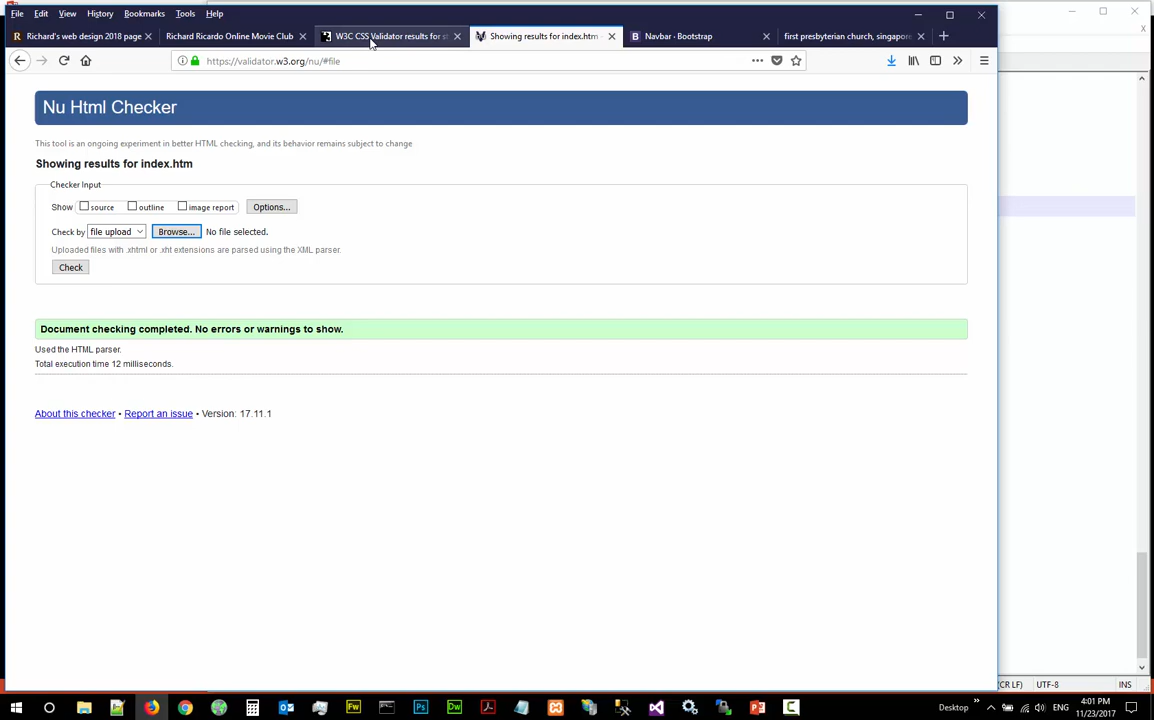 File Edit View History Bookmarks Tools Help
Richard's web design 2018 page
Richard Ricardo Online Movie Club
W3C CSS Validator results for st
Showing results for index.htm
Navbar · Bootstrap
first presbyterian church, singapore
https://validator.w3.org/nu/#file
Nu Html Checker
This tool is an ongoing experiment in better HTML checking, and its behavior remains subject to change
Showing results for index.htm
Checker Input
Show source outline image report Options...
Check by file upload Browse... No file selected.
Uploaded files with .xhtml or .xht extensions are parsed using the XML parser.
Check
Document checking completed. No errors or warnings to show.
Used the HTML parser.
Total execution time 12 milliseconds.
About this checker • Report an issue • Version: 17.11.1
(CR LF) UTF-8 INS
Fw Ps Dw
Desktop ENG 4:01 PM
11/23/2017